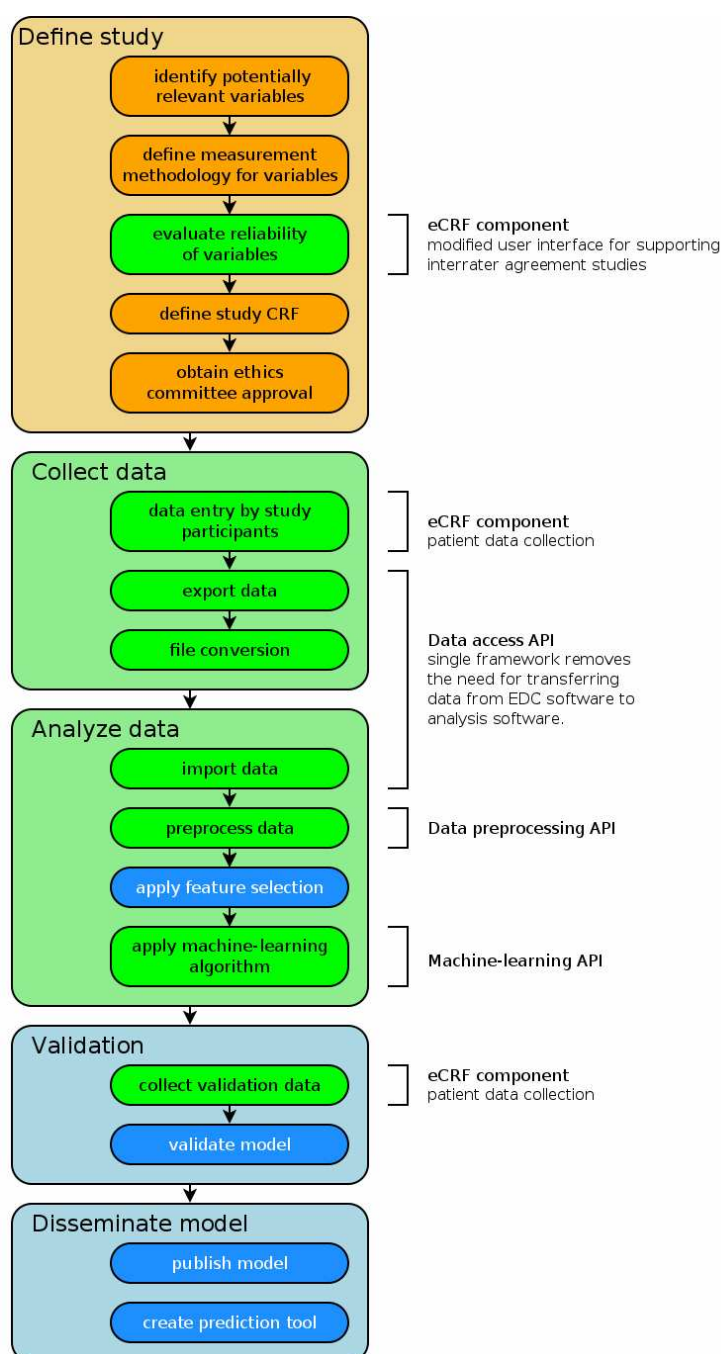 Define study
identify potentially
relevant variables
define measurement
methodology for variables
evaluate reliability
of variables
eCRF component
modified user interface for supporting
interrater agreement studies
define study CRF
obtain ethics
committee approval
Collect data
data entry by study
participants
eCRF component
patient data collection
export data
file conversion
Data access API
single framework removes
the need for transferring
data from EDC software to
analysis software.
Analyze data
import data
preprocess data
Data preprocessing API
apply feature selection
apply machine-learning
algorithm
Machine-learning API
Validation
collect validation data
eCRF component
patient data collection
validate model
Disseminate model
publish model
create prediction tool